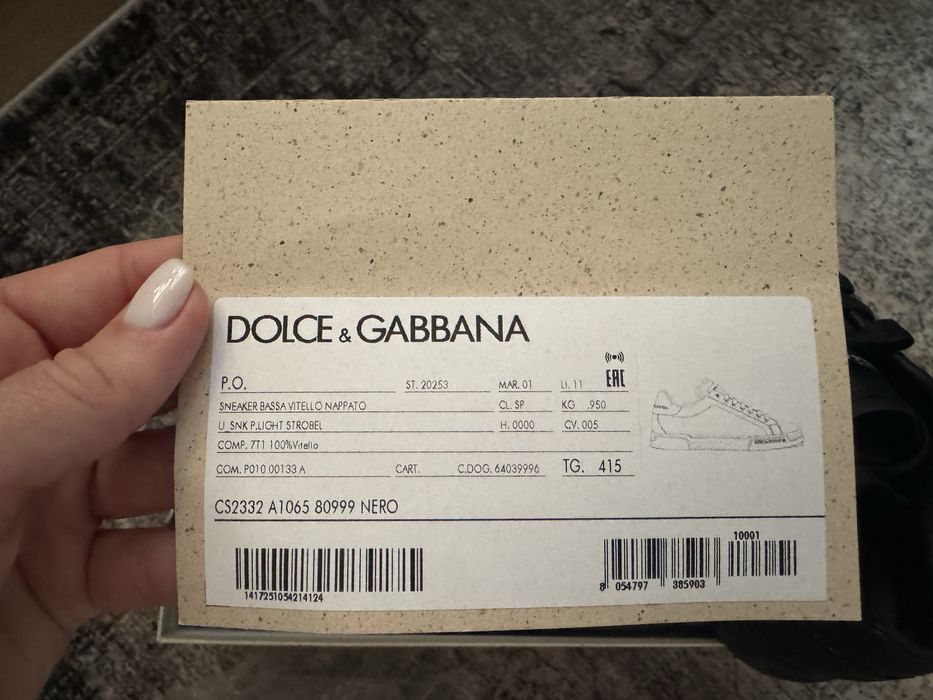 DOLCE & GABBANA
P.O. ST. 20253 MAR. 01 LI. 11 EAC
SNEAKER BASSA VITELLO NAPPATO CL. SP KG .950
U_SNK P.LIGHT STROBEL H. 0000 CV. 005
COMP. 7T1 100%Vitello
COM. P010 00133 A CART. C.DOG. 64039996 TG. 415
CS2332 A1065 80999 NERO
10001
1417251054214124
8 054797 385903